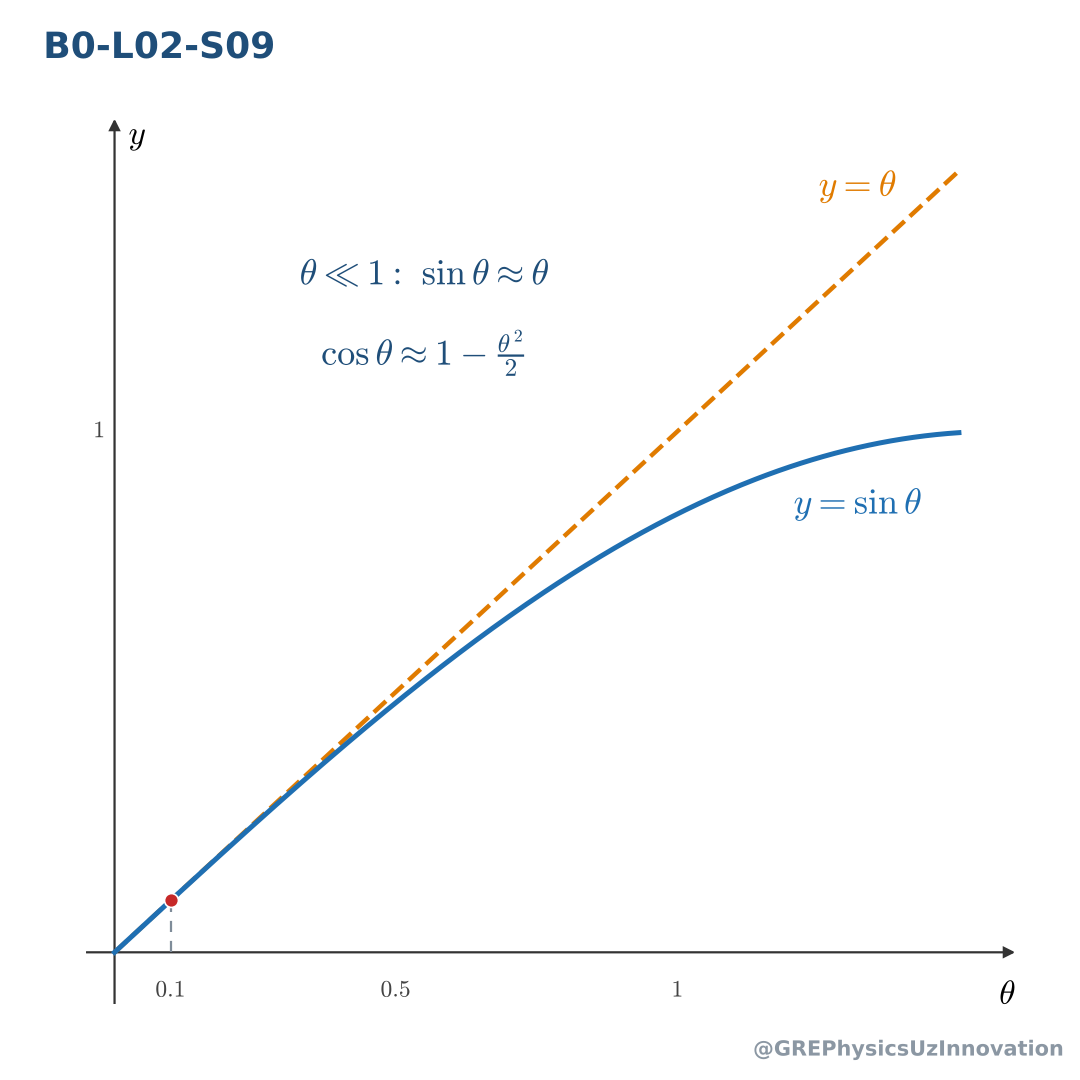 B0-L02-S09
y
y = θ
θ ≪ 1 : sin θ ≈ θ
cos θ ≈ 1 − θ²/2
1
y = sin θ
0.1
0.5
1
θ
@GREPhysicsUzInnovation